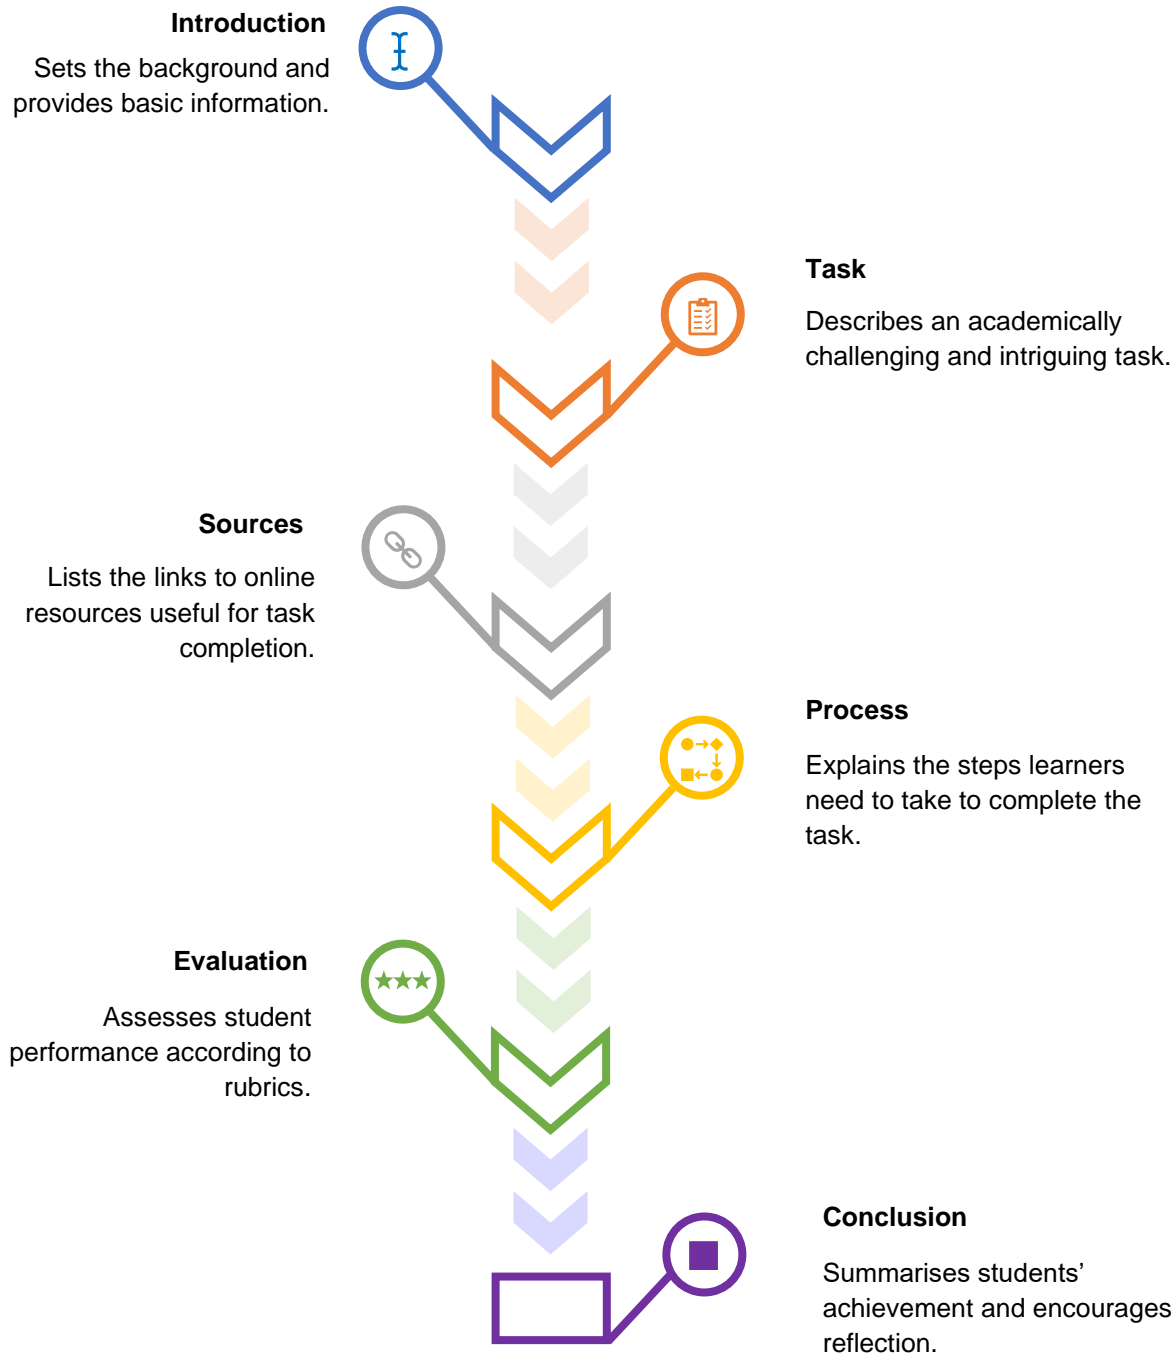 Introduction
Sets the background and
provides basic information.
Task
Describes an academically
challenging and intriguing task.
Sources
Lists the links to online
resources useful for task
completion.
Process
Explains the steps learners
need to take to complete the
task.
Evaluation
Assesses student
performance according to
rubrics.
Conclusion
Summarises students’
achievement and encourages
reflection.